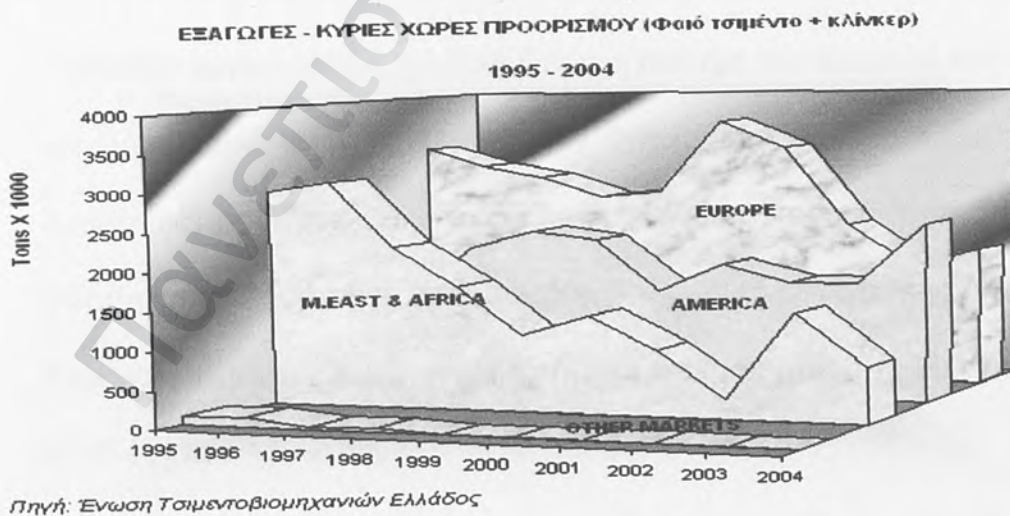 ΕΞΑΓΩΓΕΣ - ΚΥΡΙΕΣ ΧΩΡΕΣ ΠΡΟΟΡΙΣΜΟΥ (Φαιό τσιμέντο + κλίνκερ)
1995 - 2004
Tons X 1000
4000
3500
3000
2500
2000
1500
1000
500
0
EUROPE
M.EAST & AFRICA
AMERICA
OTHER MARKETS
1995 1996 1997 1998 1999 2000 2001 2002 2003 2004
Πηγή: Ένωση Τσιμεντοβιομηχανιών Ελλάδος
Πανεπισ